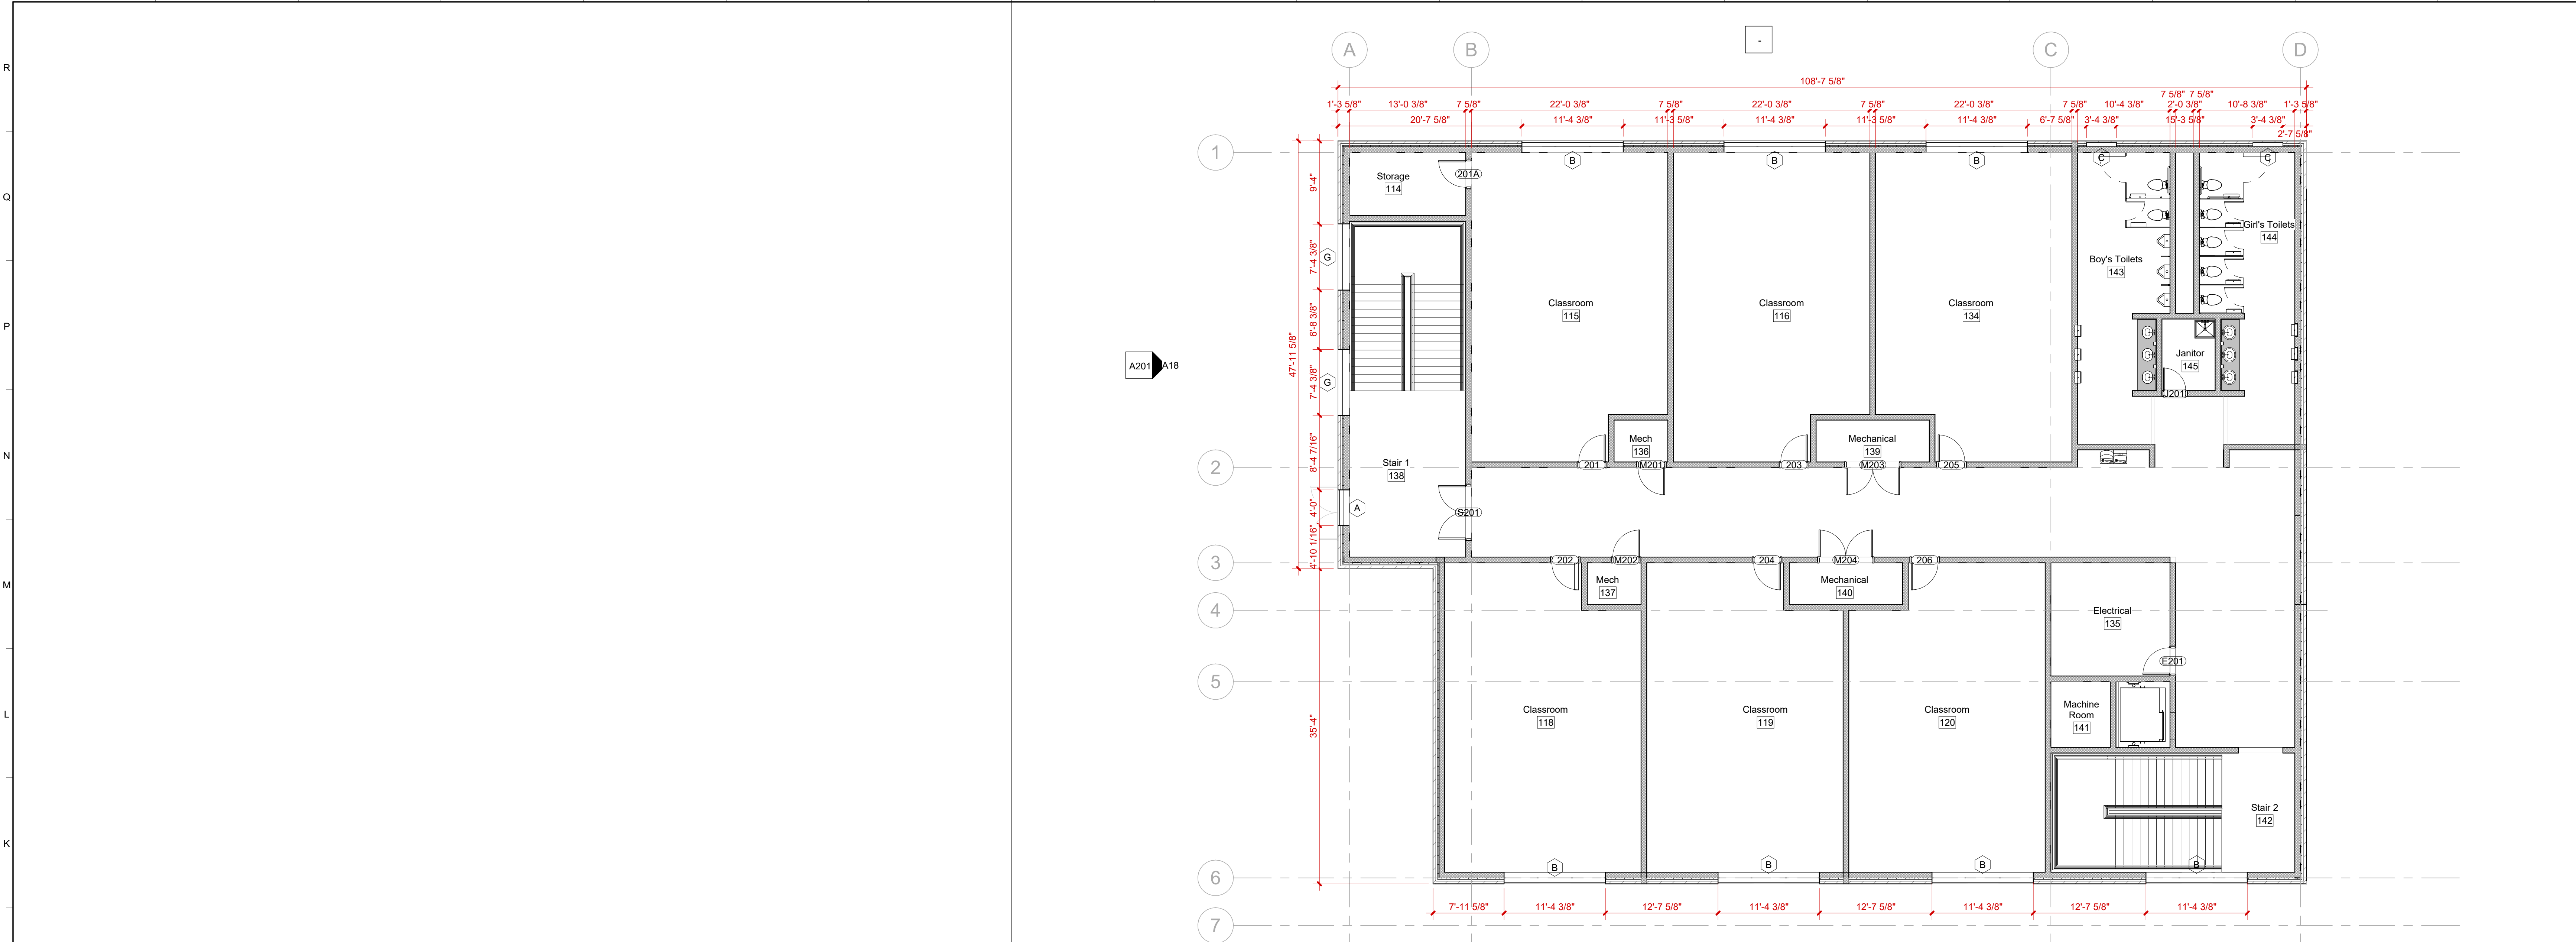 A
B
-
C
D
R
108'-7 5/8"
7 5/8" 7 5/8"
1'-3 5/8" 13'-0 3/8" 7 5/8" 22'-0 3/8" 7 5/8" 22'-0 3/8" 7 5/8" 22'-0 3/8" 7 5/8" 10'-4 3/8" 2'-0 3/8" 10'-8 3/8" 1'-3 5/8"
20'-7 5/8" 11'-4 3/8" 11'-3 5/8" 11'-4 3/8" 11'-3 5/8" 11'-4 3/8" 6'-7 5/8" 3'-4 3/8" 15'-3 5/8" 3'-4 3/8"
2'-7 5/8"
1
B
B
B
C
C
Storage
114
201A
9'-4"
Q
Girl's Toilets
144
G
7'-4 3/8"
Boy's Toilets
143
Classroom
115
Classroom
116
Classroom
134
6'-8 3/8"
P
47'-11 5/8"
A201
A18
Janitor
145
G
7'-4 3/8"
J201
Mech
136
Mechanical
139
8'-4 7/16"
N
2
Stair 1
138
201
M201
203
M203
205
A
4'-0"
S201
4'-10 1/16"
3
202
M202
204
M204
206
M
Mech
137
Mechanical
140
4
Electrical
135
E201
5
L
Classroom
118
Classroom
119
Classroom
120
Machine
Room
141
35'-4"
Stair 2
142
K
B
B
B
B
6
7'-11 5/8" 11'-4 3/8" 12'-7 5/8" 11'-4 3/8" 12'-7 5/8" 11'-4 3/8" 12'-7 5/8" 11'-4 3/8"
7